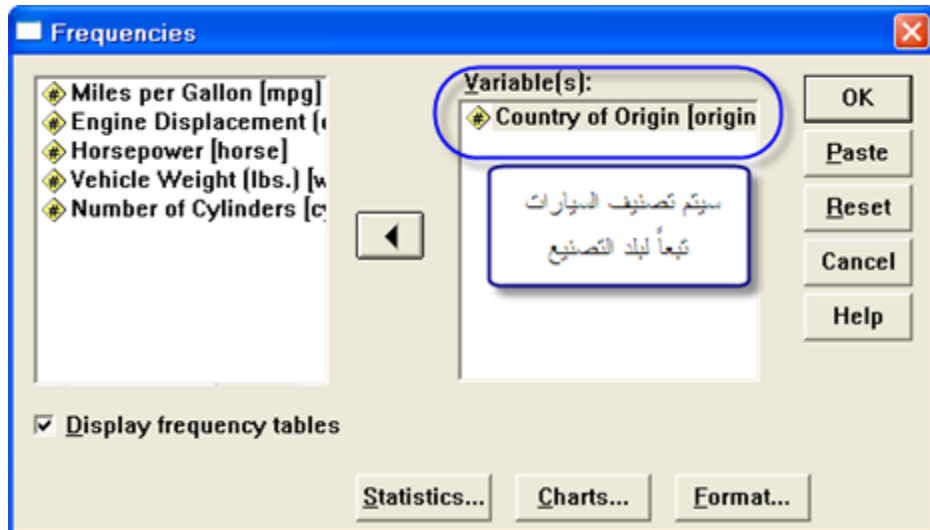 Frequencies
Miles per Gallon [mpg]
Engine Displacement (
Horsepower [horse]
Vehicle Weight (lbs.) [w
Number of Cylinders [cy
Variable(s):
Country of Origin [origin
سيتم تصنيف السيارات
تبعاً لبلد التصنيع
OK
Paste
Reset
Cancel
Help
Display frequency tables
Statistics...
Charts...
Format...